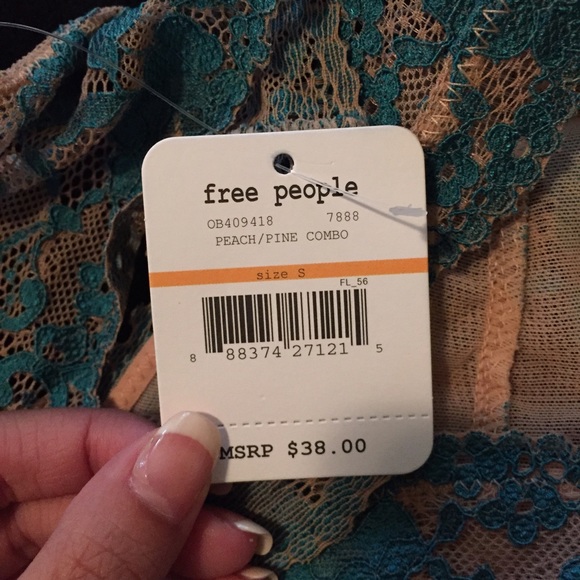 free people
OB409418 7888
PEACH/PINE COMBO
size S
FL_56
8 88374 27121 5
MSRP $38.00